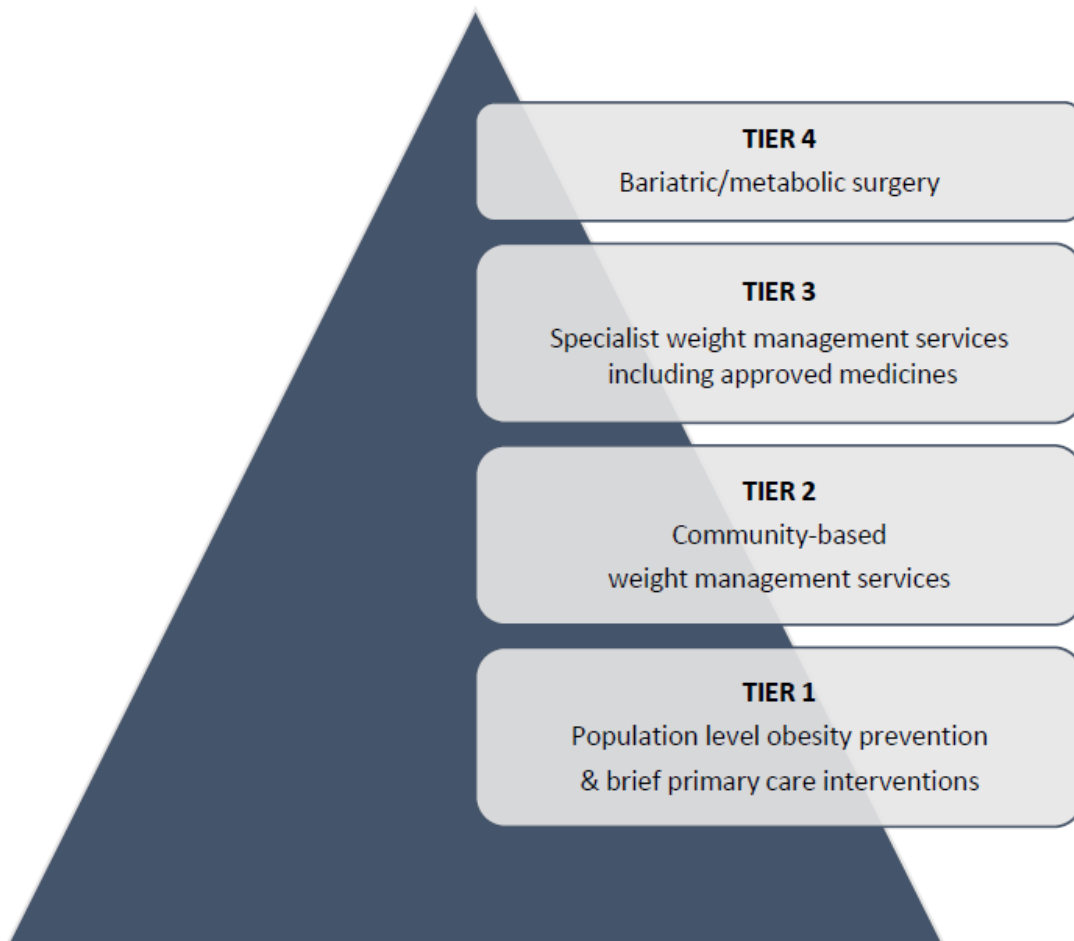 TIER 4
Bariatric/metabolic surgery
TIER 3
Specialist weight management services
including approved medicines
TIER 2
Community-based
weight management services
TIER 1
Population level obesity prevention
& brief primary care interventions